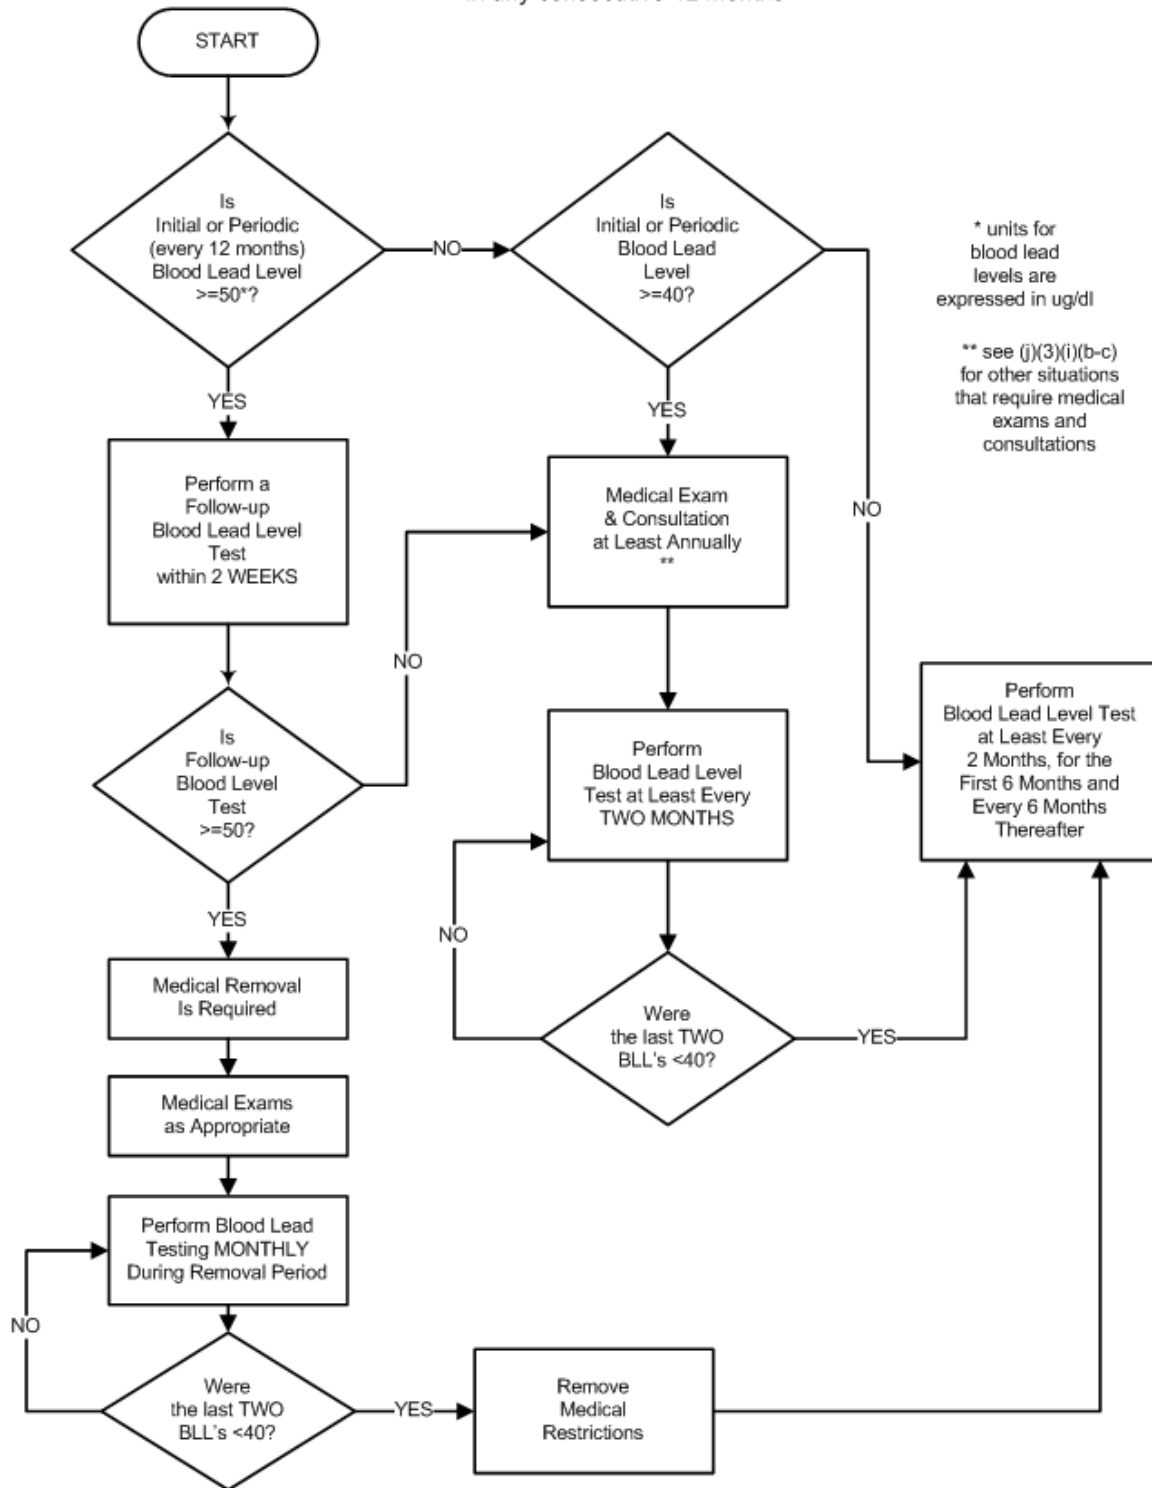 in any consecutive 12 months
START
Is
Initial or Periodic
(every 12 months)
Blood Lead Level
>=50*?
NO
Is
Initial or Periodic
Blood Lead
Level
>=40?
* units for
blood lead
levels are
expressed in ug/dl
** see (j)(3)(i)(b-c)
for other situations
that require medical
exams and
consultations
YES
YES
Perform a
Follow-up
Blood Lead Level
Test
within 2 WEEKS
Medical Exam
& Consultation
at Least Annually
**
NO
NO
Is
Follow-up
Blood Level
Test
>=50?
Perform
Blood Lead Level
Test at Least Every
TWO MONTHS
Perform
Blood Lead Level Test
at Least Every
2 Months, for the
First 6 Months and
Every 6 Months
Thereafter
YES
NO
Medical Removal
Is Required
Were
the last TWO
BLL's <40?
YES
Medical Exams
as Appropriate
Perform Blood Lead
Testing MONTHLY
During Removal Period
NO
Were
the last TWO
BLL's <40?
YES
Remove
Medical
Restrictions